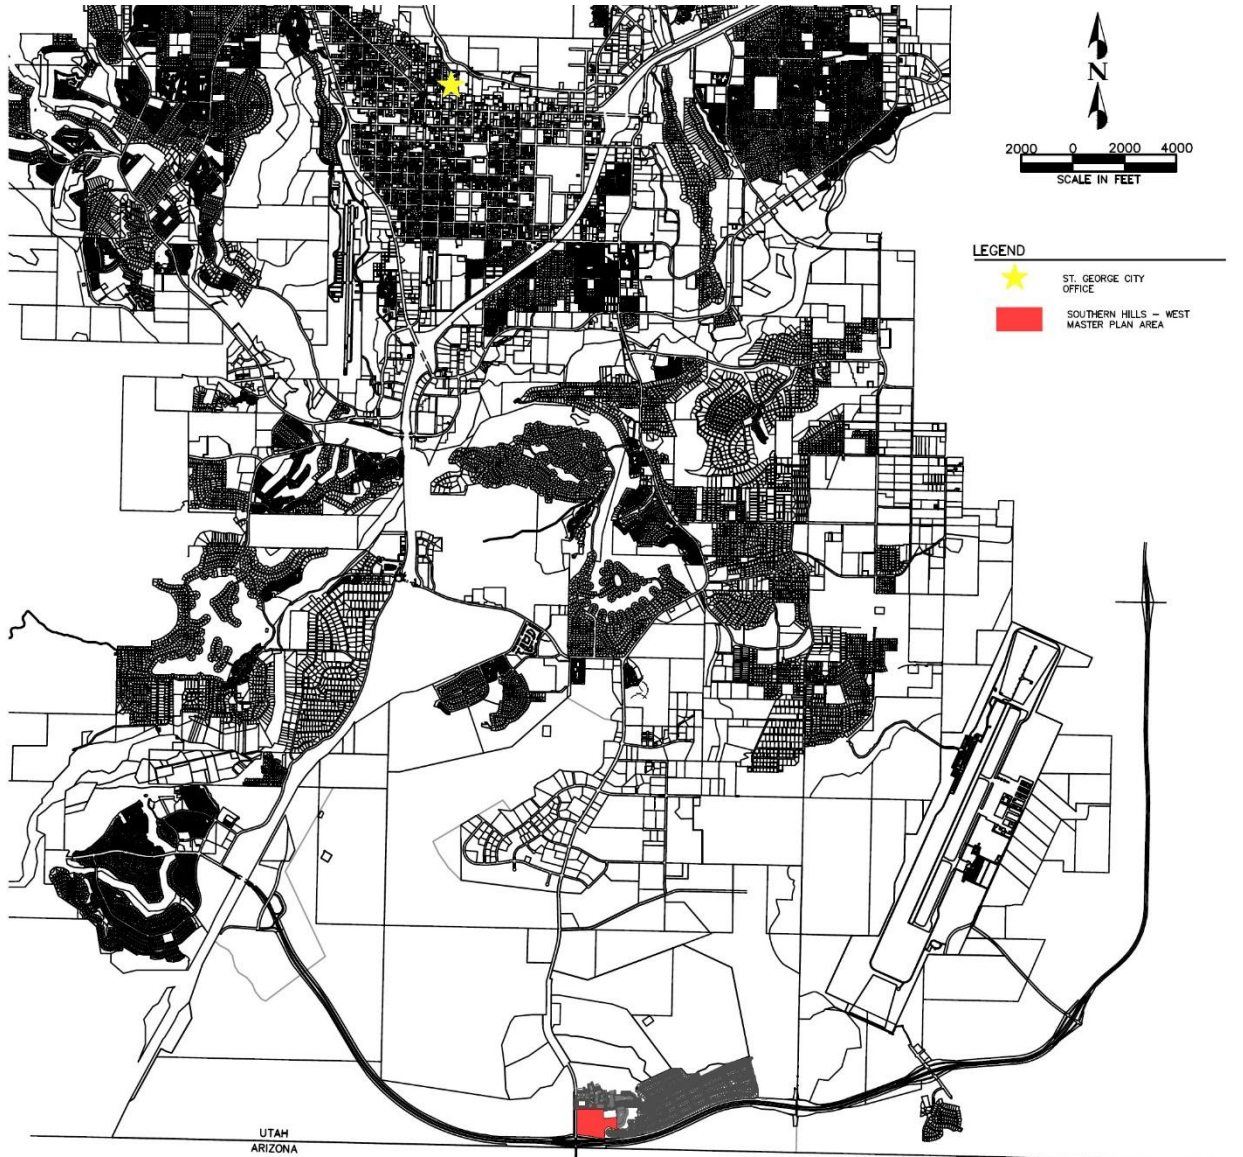 N
2000 0 2000 4000
SCALE IN FEET
LEGEND
ST. GEORGE CITY
OFFICE
SOUTHERN HILLS – WEST
MASTER PLAN AREA
UTAH
ARIZONA